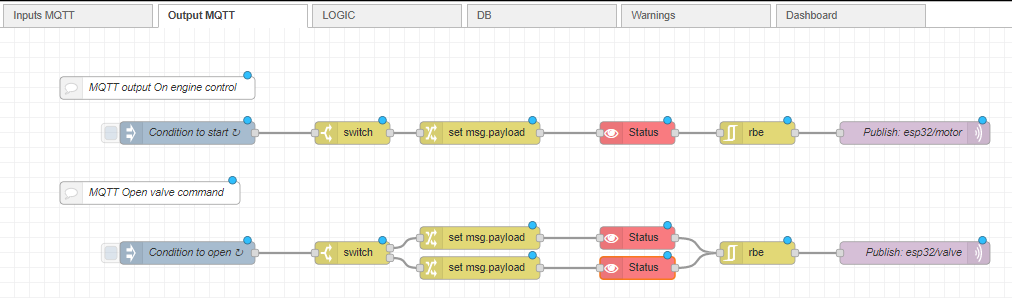 Inputs MQTT
Output MQTT
LOGIC
DB
Warnings
Dashboard
MQTT output On engine control
Condition to start ↻
switch
set msg.payload
Status
rbe
Publish: esp32/motor
MQTT Open valve command
set msg.payload
Status
Condition to open ↻
switch
rbe
Publish: esp32/valve
set msg.payload
Status